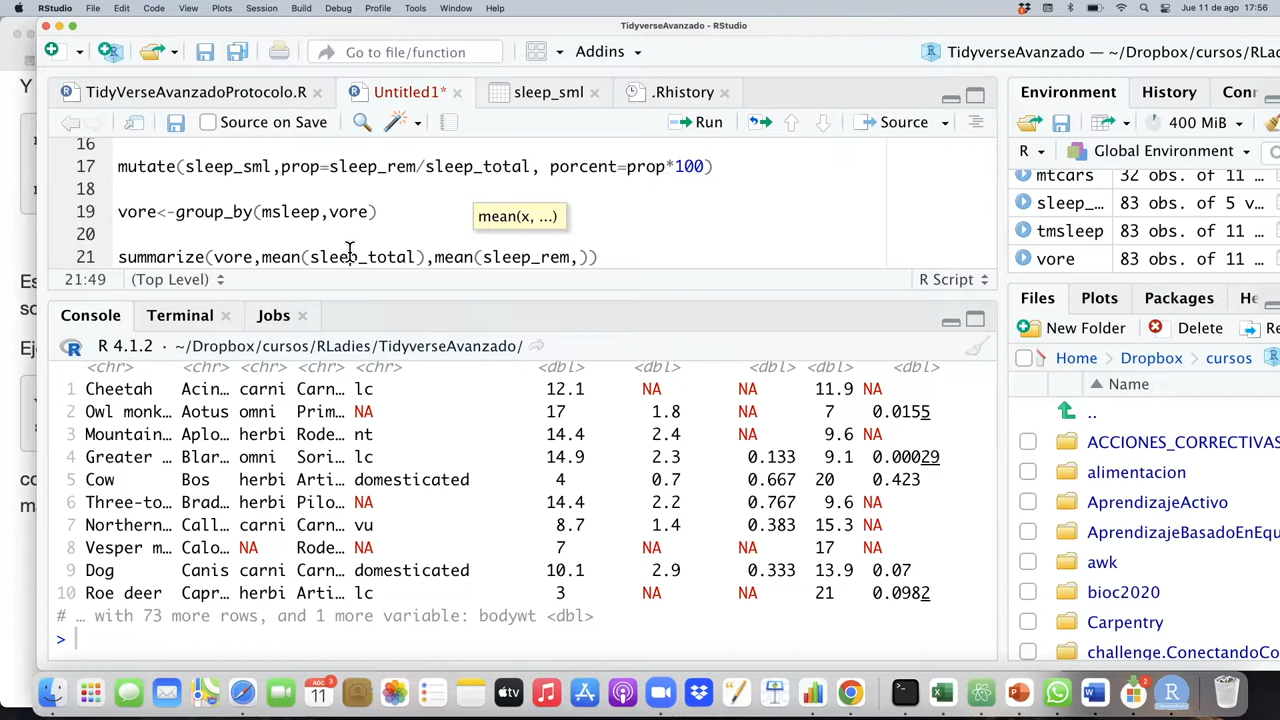 RStudio File Edit Code View Plots Session Build Debug Profile Tools Window Help Jue 11 de ago 17:56
TidyverseAvanzado - RStudio
Go to file/function Addins TidyverseAvanzado — ~/Dropbox/cursos/RLa
TidyVerseAvanzadoProtocolo.R Untitled1* sleep_sml .Rhistory
Source on Save Run Source
16
17 mutate(sleep_sml,prop=sleep_rem/sleep_total, porcent=prop*100)
18
19 vore<-group_by(msleep,vore)
mean(x, ...)
20
21 summarize(vore,mean(sleep_total),mean(sleep_rem,))
21:49 (Top Level) R Script
Console Terminal Jobs
R 4.1.2 · ~/Dropbox/cursos/RLadies/TidyverseAvanzado/
<chr> <chr> <chr> <chr> <chr> <dbl> <dbl> <dbl> <dbl> <dbl>
1 Cheetah Acin… carni Carn… lc 12.1 NA NA 11.9 NA
2 Owl monk… Aotus omni Prim… NA 17 1.8 NA 7 0.0155
3 Mountain… Aplo… herbi Rode… nt 14.4 2.4 NA 9.6 NA
4 Greater … Blar… omni Sori… lc 14.9 2.3 0.133 9.1 0.00029
5 Cow Bos herbi Arti… domesticated 4 0.7 0.667 20 0.423
6 Three-to… Brad… herbi Pilo… NA 14.4 2.2 0.767 9.6 NA
7 Northern… Call… carni Carn… vu 8.7 1.4 0.383 15.3 NA
8 Vesper m… Calo… NA Rode… NA 7 NA NA 17 NA
9 Dog Canis carni Carn… domesticated 10.1 2.9 0.333 13.9 0.07
10 Roe deer Capr… herbi Arti… lc 3 NA NA 21 0.0982
# … with 73 more rows, and 1 more variable: bodywt <dbl>
>
Environment History Conr
400 MiB
R Global Environment
mtcars 32 obs. of 11
sleep_… 83 obs. of 5 v
tmsleep 83 obs. of 11
vore 83 obs. of 11
Files Plots Packages He
New Folder Delete Re
Home Dropbox cursos
Name
..
ACCIONES_CORRECTIVAS
alimentacion
AprendizajeActivo
AprendizajeBasadoEnEqu
awk
bioc2020
Carpentry
challenge.ConectandoCo
Y
Es
so
Eje
co
ma
AGO
11
tv